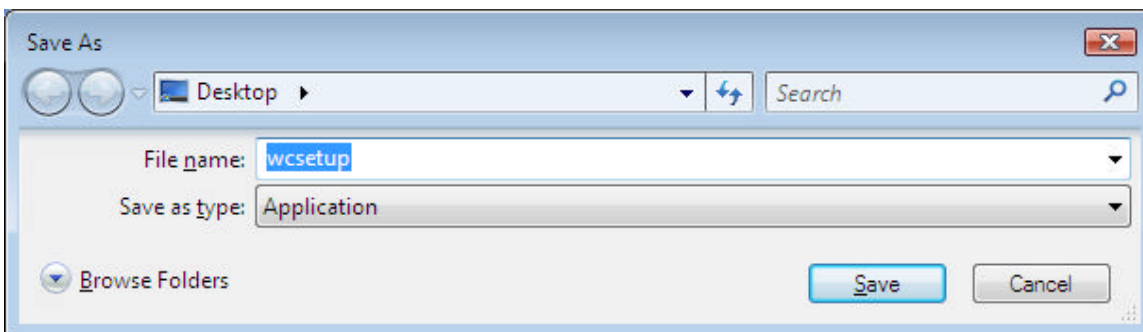 Save As
Desktop
Search
File name: wcsetup
Save as type: Application
Browse Folders
Save
Cancel